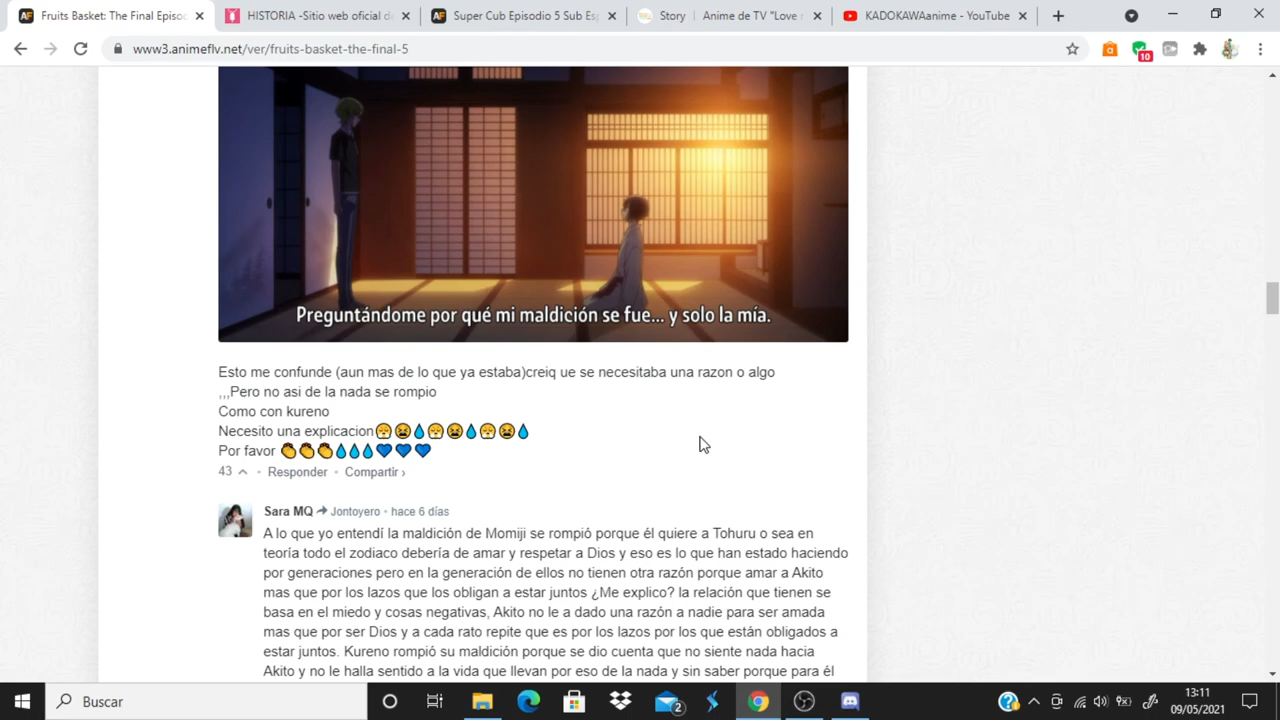 Fruits Basket: The Final Episod
HISTORIA -Sitio web oficial de
Super Cub Episodio 5 Sub Esp
Story
Anime de TV "Love
KADOKAWAanime - YouTube
www3.animeflv.net/ver/fruits-basket-the-final-5
10
Preguntándome por qué mi maldición se fue... y solo la mía.
Esto me confunde (aun mas de lo que ya estaba)creiq ue se necesitaba una razon o algo
,,,Pero no asi de la nada se rompio
Como con kureno
Necesito una explicacion😤😫💧😤😫💧😤😫💧
Por favor 👏👏👏💧💧💧💙💙💙
43 • Responder • Compartir ›
Sara MQ Jontoyero • hace 6 días
A lo que yo entendí la maldición de Momiji se rompió porque él quiere a Tohuru o sea en
teoría todo el zodiaco debería de amar y respetar a Dios y eso es lo que han estado haciendo
por generaciones pero en la generación de ellos no tienen otra razón porque amar a Akito
mas que por los lazos que los obligan a estar juntos ¿Me explico? la relación que tienen se
basa en el miedo y cosas negativas, Akito no le a dado una razón a nadie para ser amada
mas que por ser Dios y a cada rato repite que es por los lazos por los que están obligados a
estar juntos. Kureno rompió su maldición porque se dio cuenta que no siente nada hacia
Akito y no le halla sentido a la vida que llevan por eso de la nada y sin saber porque para él
Buscar
2
13:11
09/05/2021